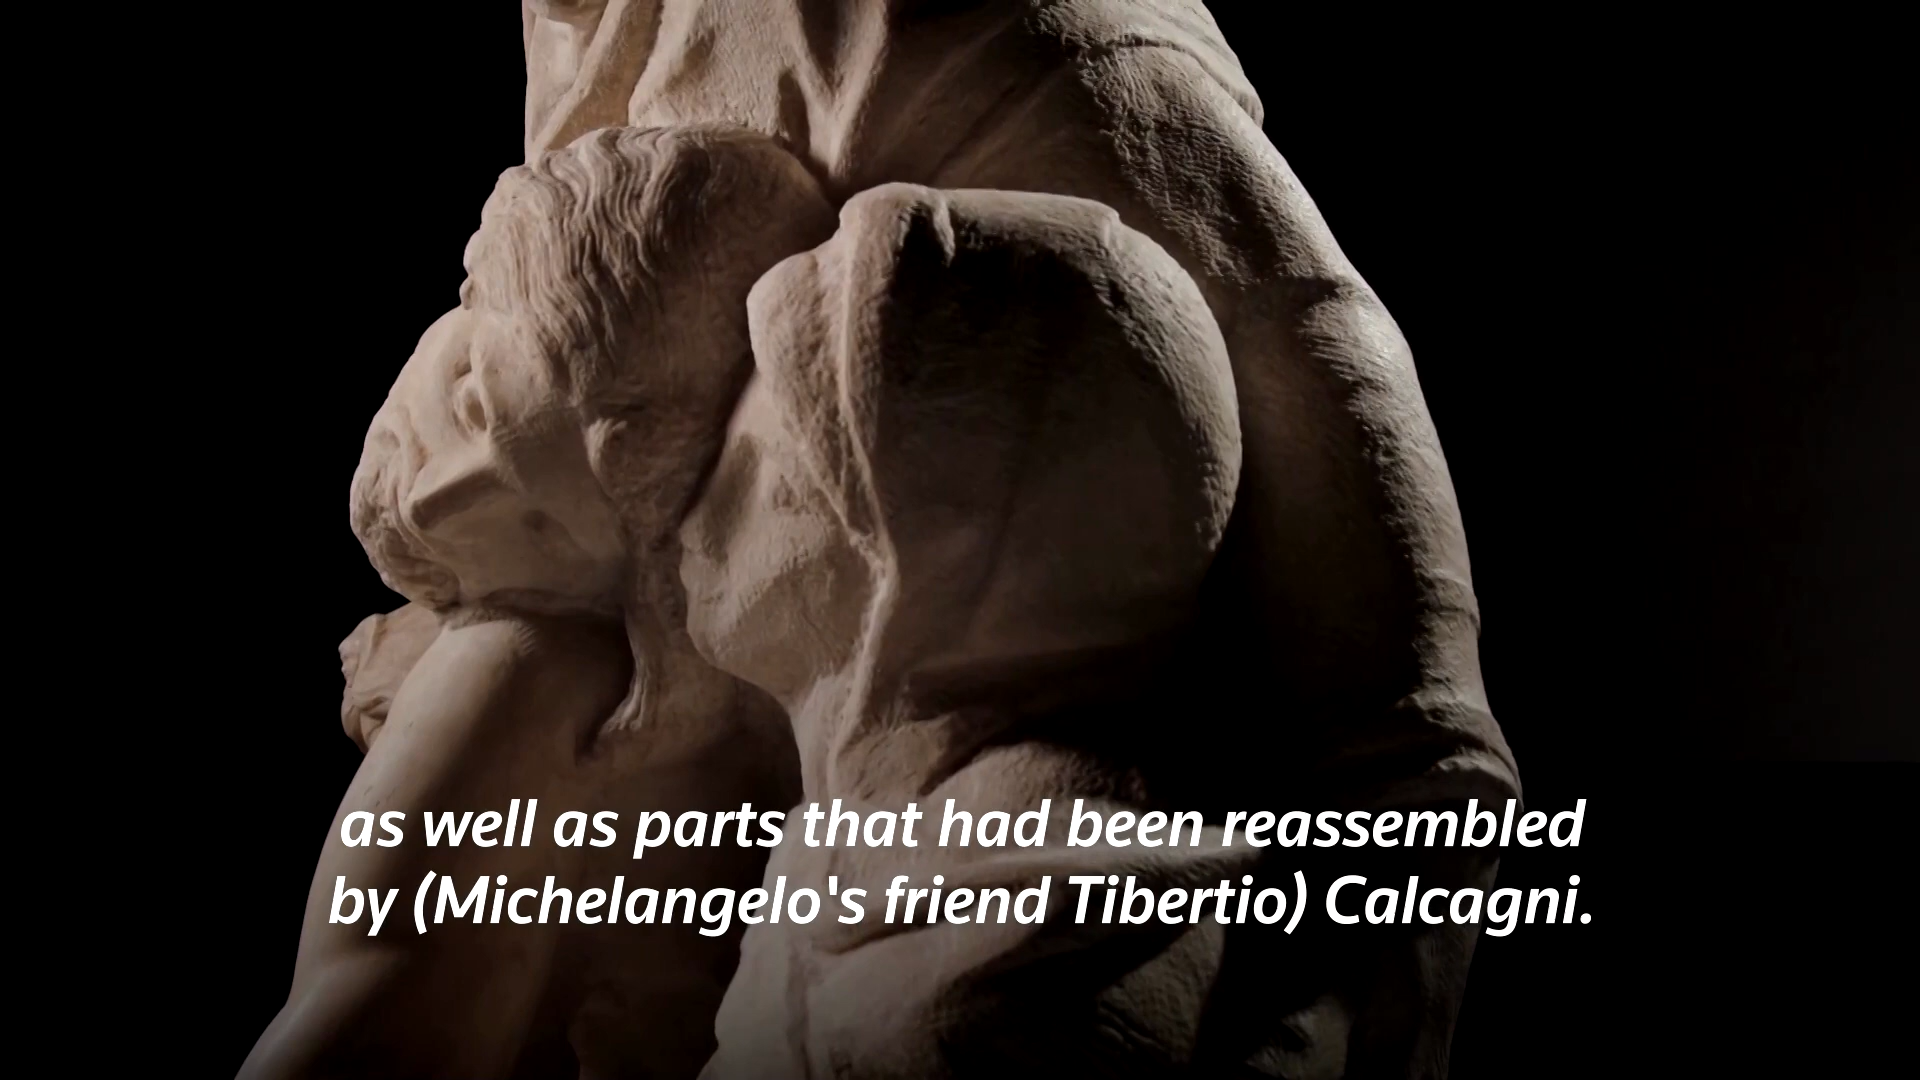 as well as parts that had been reassembled
by (Michelangelo's friend Tibertio) Calcagni.